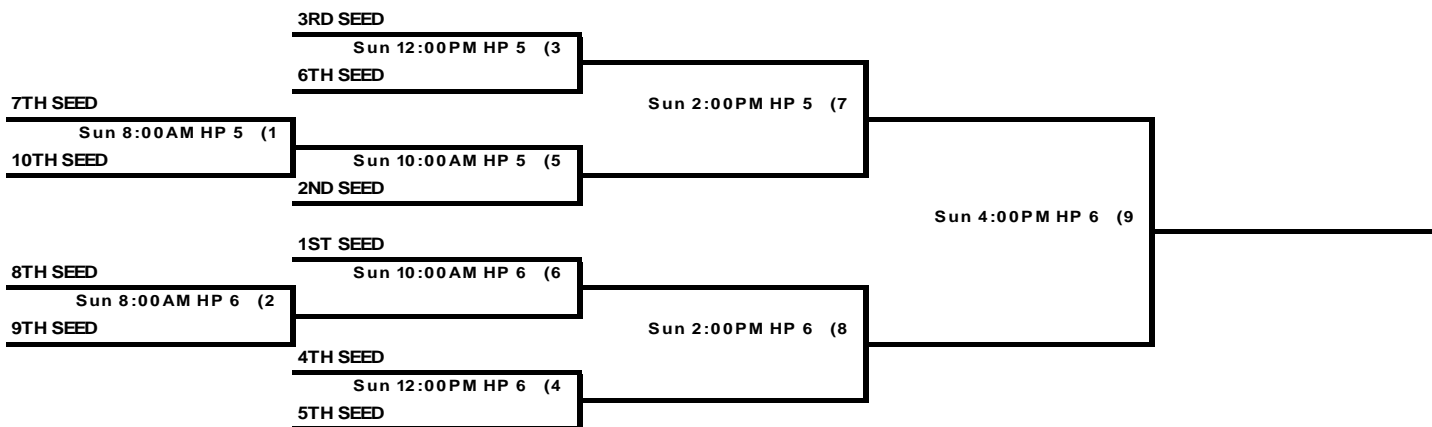 3RD SEED
Sun 12:00PM HP 5 (3
6TH SEED
7TH SEED
Sun 2:00PM HP 5 (7
Sun 8:00AM HP 5 (1
10TH SEED
Sun 10:00AM HP 5 (5
2ND SEED
Sun 4:00PM HP 6 (9
1ST SEED
8TH SEED
Sun 10:00AM HP 6 (6
Sun 8:00AM HP 6 (2
9TH SEED
Sun 2:00PM HP 6 (8
4TH SEED
Sun 12:00PM HP 6 (4
5TH SEED